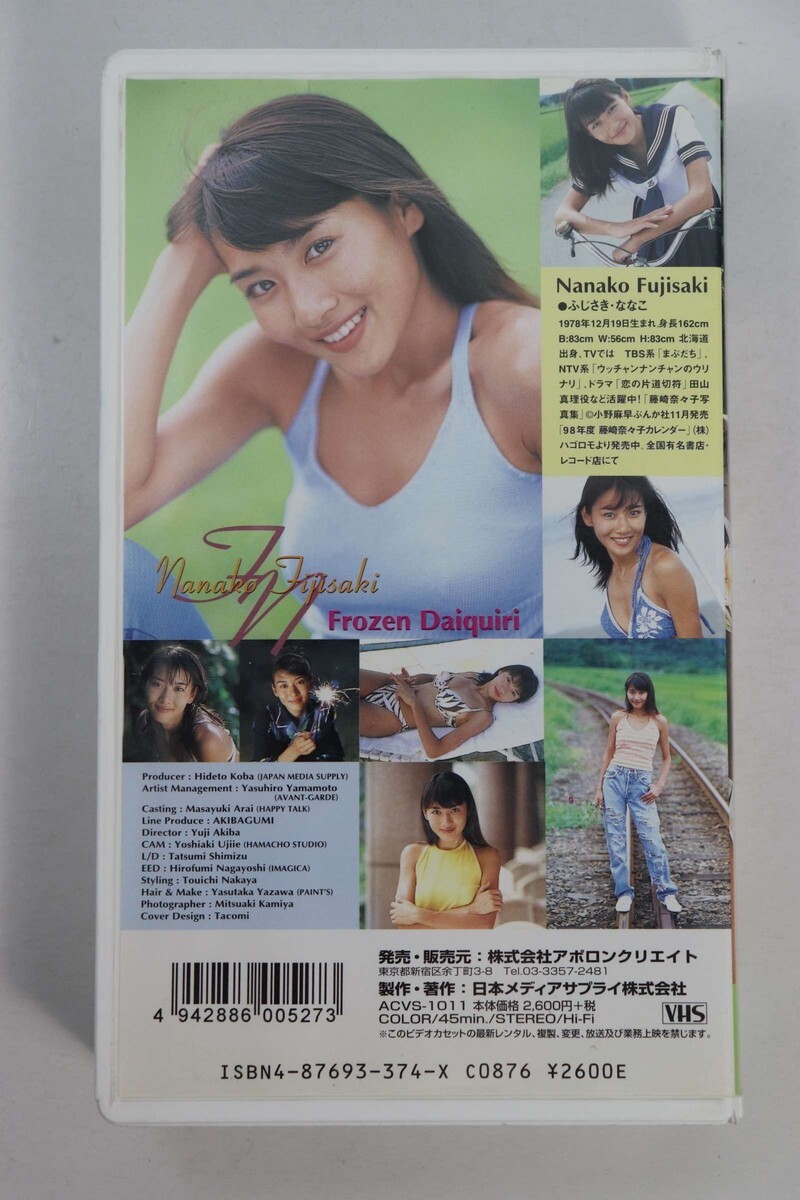 Nanako Fujisaki
●ふじさき・ななこ
1978年12月19日生まれ.身長162cm
B:83cm W:56cm H:83cm 北海道
出身、TVでは TBS系「まぶだち」、
NTV系「ウッチャンナンチャンのウリ
ナリ」、ドラマ「恋の片道切符」田山
真理役など活躍中!「藤崎奈々子写
真集」©小野麻早ぶんか社11月発売
「98年度 藤崎奈々子カレンダー」(株)
ハゴロモより発売中.全国有名書店・
レコード店にて
FN
Nanako Fujisaki
Frozen Daiquiri
Producer : Hideto Koba (JAPAN MEDIA SUPPLY)
Artist Management : Yasuhiro Yamamoto
(AVANT-GARDE)
Casting : Masayuki Arai (HAPPY TALK)
Line Produce : AKIBAGUMI
Director : Yuji Akiba
CAM : Yoshiaki Ujiie (HAMACHO STUDIO)
L/D : Tatsumi Shimizu
EED : Hirofumi Nagayoshi (IMAGICA)
Styling : Touichi Nakaya
Hair & Make : Yasutaka Yazawa (PAINT'S)
Photographer : Mitsuaki Kamiya
Cover Design : Tacomi
発売・販売元：株式会社アポロンクリエイト
東京都新宿区余丁町3-8 Tel.03-3357-2481
製作・著作：日本メディアサプライ株式会社
ACVS-1011 本体価格 2,600円+税
COLOR/45min./STEREO/Hi-Fi
VHS
※このビデオカセットの最新レンタル、複製、変更、放送及び業務上映を禁じます。
4 942886 005273
ISBN4-87693-374-X C0876 ¥2600E